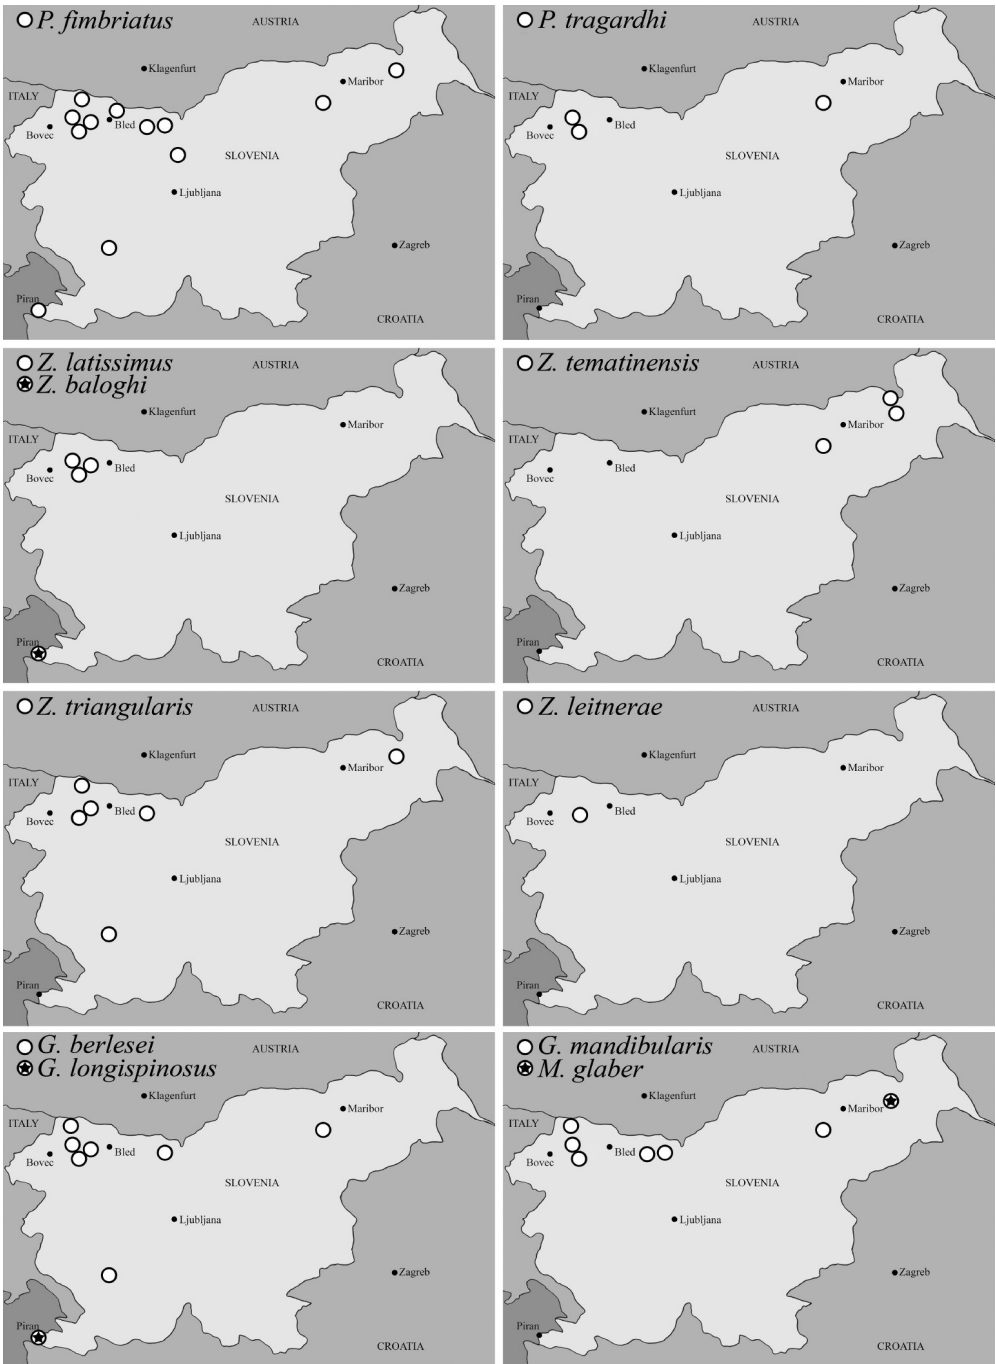 P. fimbriatus
AUSTRIA
Klagenfurt
Maribor
ITALY
Bled
Bovec
SLOVENIA
Ljubljana
Zagreb
Piran
CROATIA
P. tragardhi
AUSTRIA
Klagenfurt
Maribor
ITALY
Bled
Bovec
SLOVENIA
Ljubljana
Zagreb
Piran
CROATIA
Z. latissimus
Z. baloghi
AUSTRIA
Klagenfurt
Maribor
ITALY
Bled
Bovec
SLOVENIA
Ljubljana
Zagreb
Piran
CROATIA
Z. tematinensis
AUSTRIA
Klagenfurt
Maribor
ITALY
Bled
Bovec
SLOVENIA
Ljubljana
Zagreb
Piran
CROATIA
Z. triangularis
AUSTRIA
Klagenfurt
Maribor
ITALY
Bled
Bovec
SLOVENIA
Ljubljana
Zagreb
Piran
CROATIA
Z. leitnerae
AUSTRIA
Klagenfurt
Maribor
ITALY
Bled
Bovec
SLOVENIA
Ljubljana
Zagreb
Piran
CROATIA
G. berlesei
G. longispinosus
AUSTRIA
Klagenfurt
Maribor
ITALY
Bled
Bovec
SLOVENIA
Ljubljana
Zagreb
Piran
CROATIA
G. mandibularis
M. glaber
AUSTRIA
Klagenfurt
Maribor
ITALY
Bled
Bovec
SLOVENIA
Ljubljana
Zagreb
Piran
CROATIA